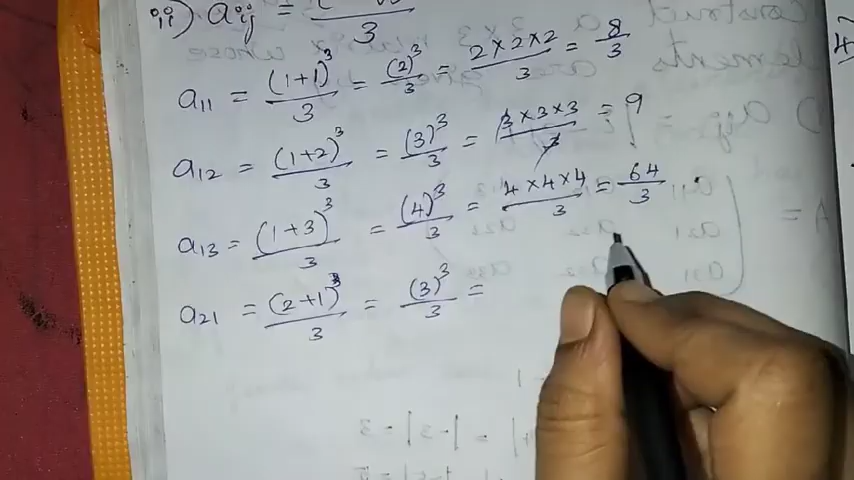 ii) aij = 3
a11 = (1+1)^3/3 = (2)^3/3 = 2×2×2/3 = 8/3
a12 = (1+2)^3/3 = (3)^3/3 = 3×3×3/3 = 9
a13 = (1+3)^3/3 = (4)^3/3 = 4×4×4/3 = 64/3
a21 = (2+1)^3/3 = (3)^3/3 =